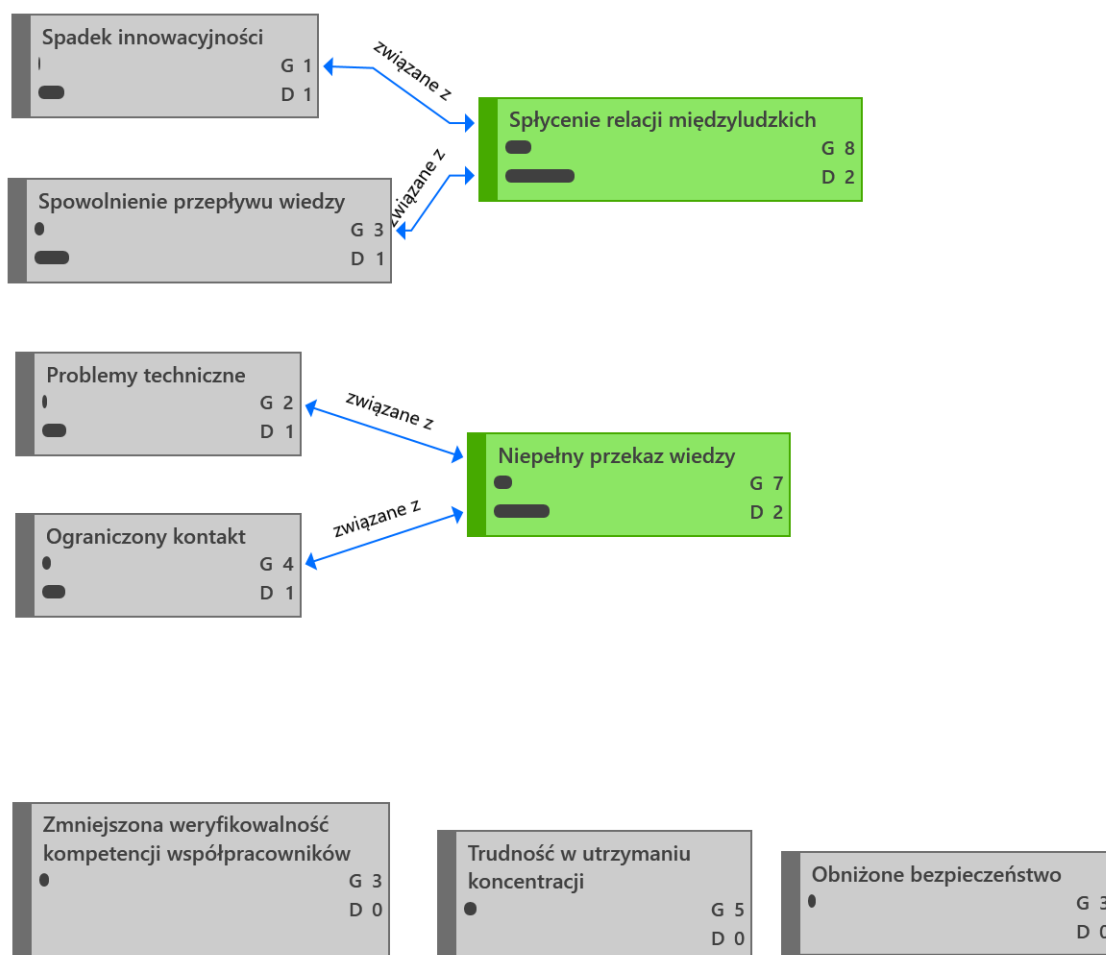 Spadek innowacyjności
G 1
D 1
związane z
Spłycenie relacji międzyludzkich
G 8
D 2
związane z
Spowolnienie przepływu wiedzy
G 3
D 1
Problemy techniczne
G 2
D 1
związane z
Niepełny przekaz wiedzy
G 7
D 2
związane z
Ograniczony kontakt
G 4
D 1
Zmniejszona weryfikowalność
kompetencji współpracowników
G 3
D 0
Trudność w utrzymaniu
koncentracji
G 5
D 0
Obniżone bezpieczeństwo
G 3
D 0